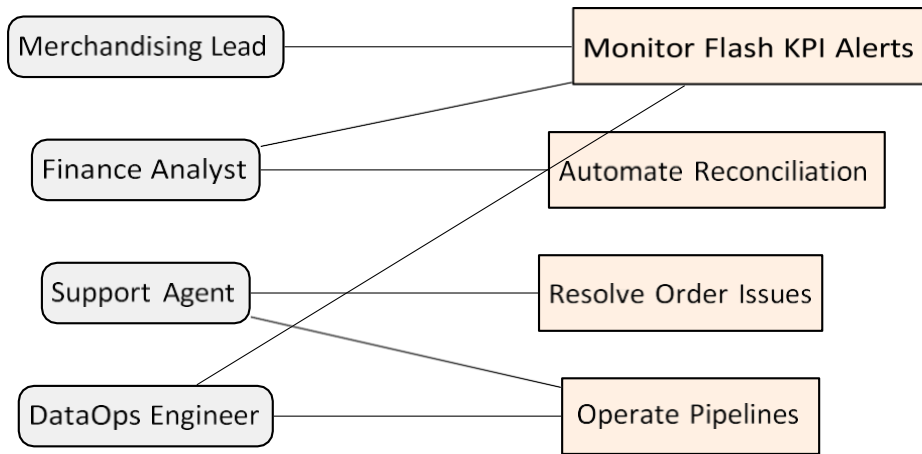 Merchandising Lead
Monitor Flash KPI Alerts
Finance Analyst
Automate Reconciliation
Support Agent
Resolve Order Issues
DataOps Engineer
Operate Pipelines